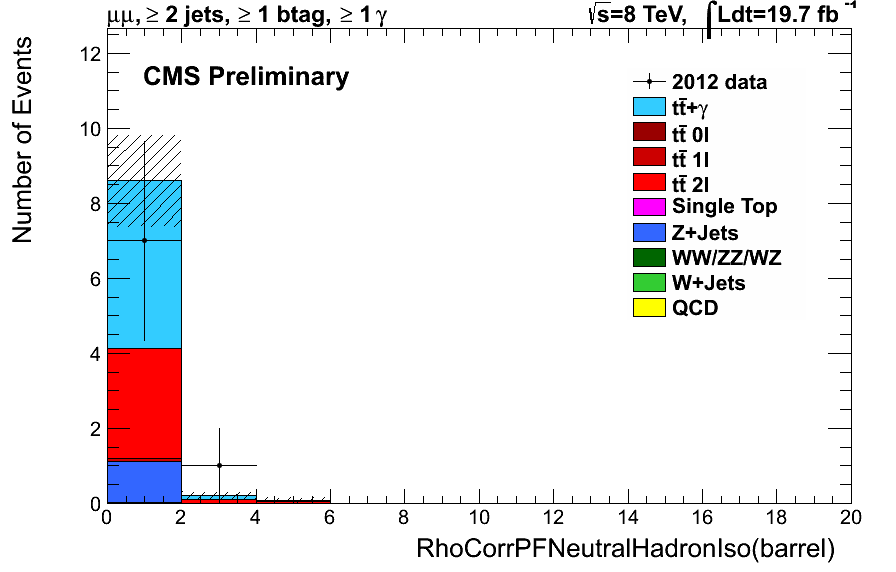 μμ, ≥ 2 jets, ≥ 1 btag, ≥ 1 γ
√s=8 TeV, ∫Ldt=19.7 fb⁻¹
CMS Preliminary
Number of Events
2012 data
tt̄+γ
tt̄ 0l
tt̄ 1l
tt̄ 2l
Single Top
Z+Jets
WW/ZZ/WZ
W+Jets
QCD
12
10
8
6
4
2
0
0 2 4 6 8 10 12 14 16 18 20
RhoCorrPFNeutralHadronIso(barrel)